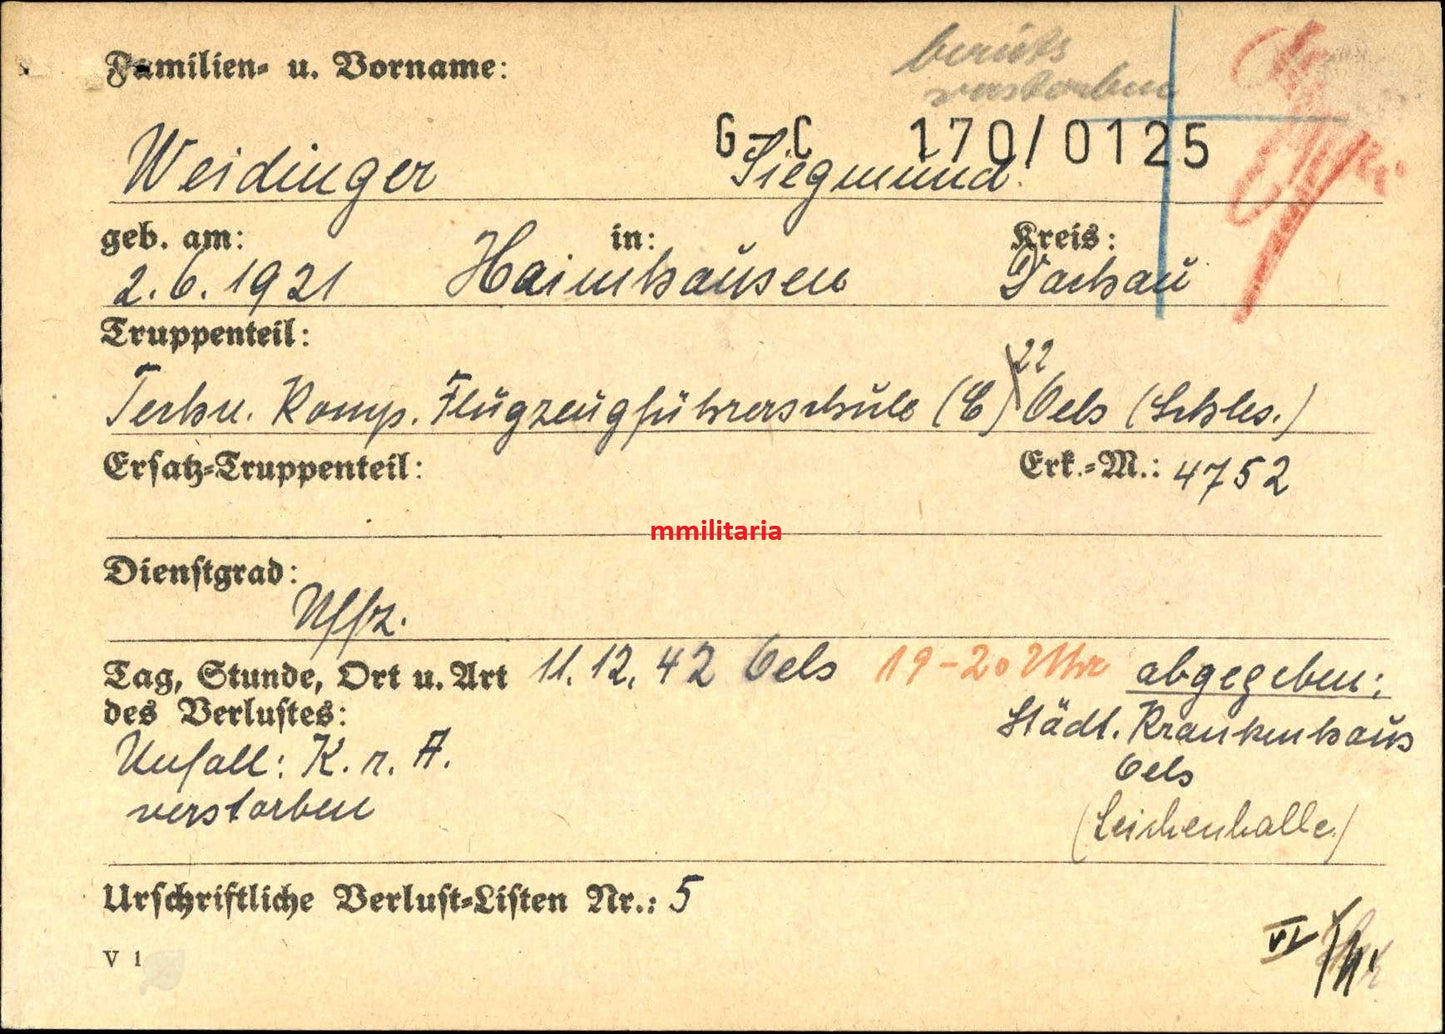 Familien- u. Vorname:
bereits
verstorben
G-C 170/0125
Weidinger Siegmund.
geb. am: in: Kreis:
2.6.1921 Haimhausen Dachau
Truppenteil:
22
Techn. Komp. Flugzeugführerschule (C) Oels (Schles.)
Ersatz-Truppenteil: Erk.-M.: 4752
mmilitaria
Dienstgrad:
Uffz.
Tag, Stunde, Ort u. Art 11.12.42 Oels 19-20 Uhr abgegeben:
des Verlustes: Städt. Krankenhaus
Unfall: K. r. A. Oels
verstorben (Leichenhalle)
Urschriftliche Verlust-Listen Nr.: 5
V 1
VI